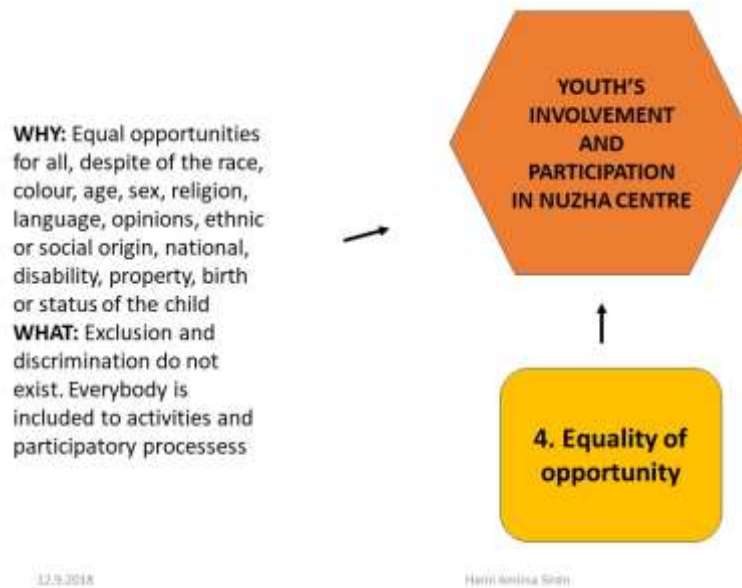 WHY: Equal opportunities
for all, despite of the race,
colour, age, sex, religion,
language, opinions, ethnic
or social origin, national,
disability, property, birth
or status of the child
WHAT: Exclusion and
discrimination do not
exist. Everybody is
included to activities and
participatory processess
YOUTH'S
INVOLVEMENT
AND
PARTICIPATION
IN NUZHA CENTRE
4. Equality of
opportunity
12.9.2018